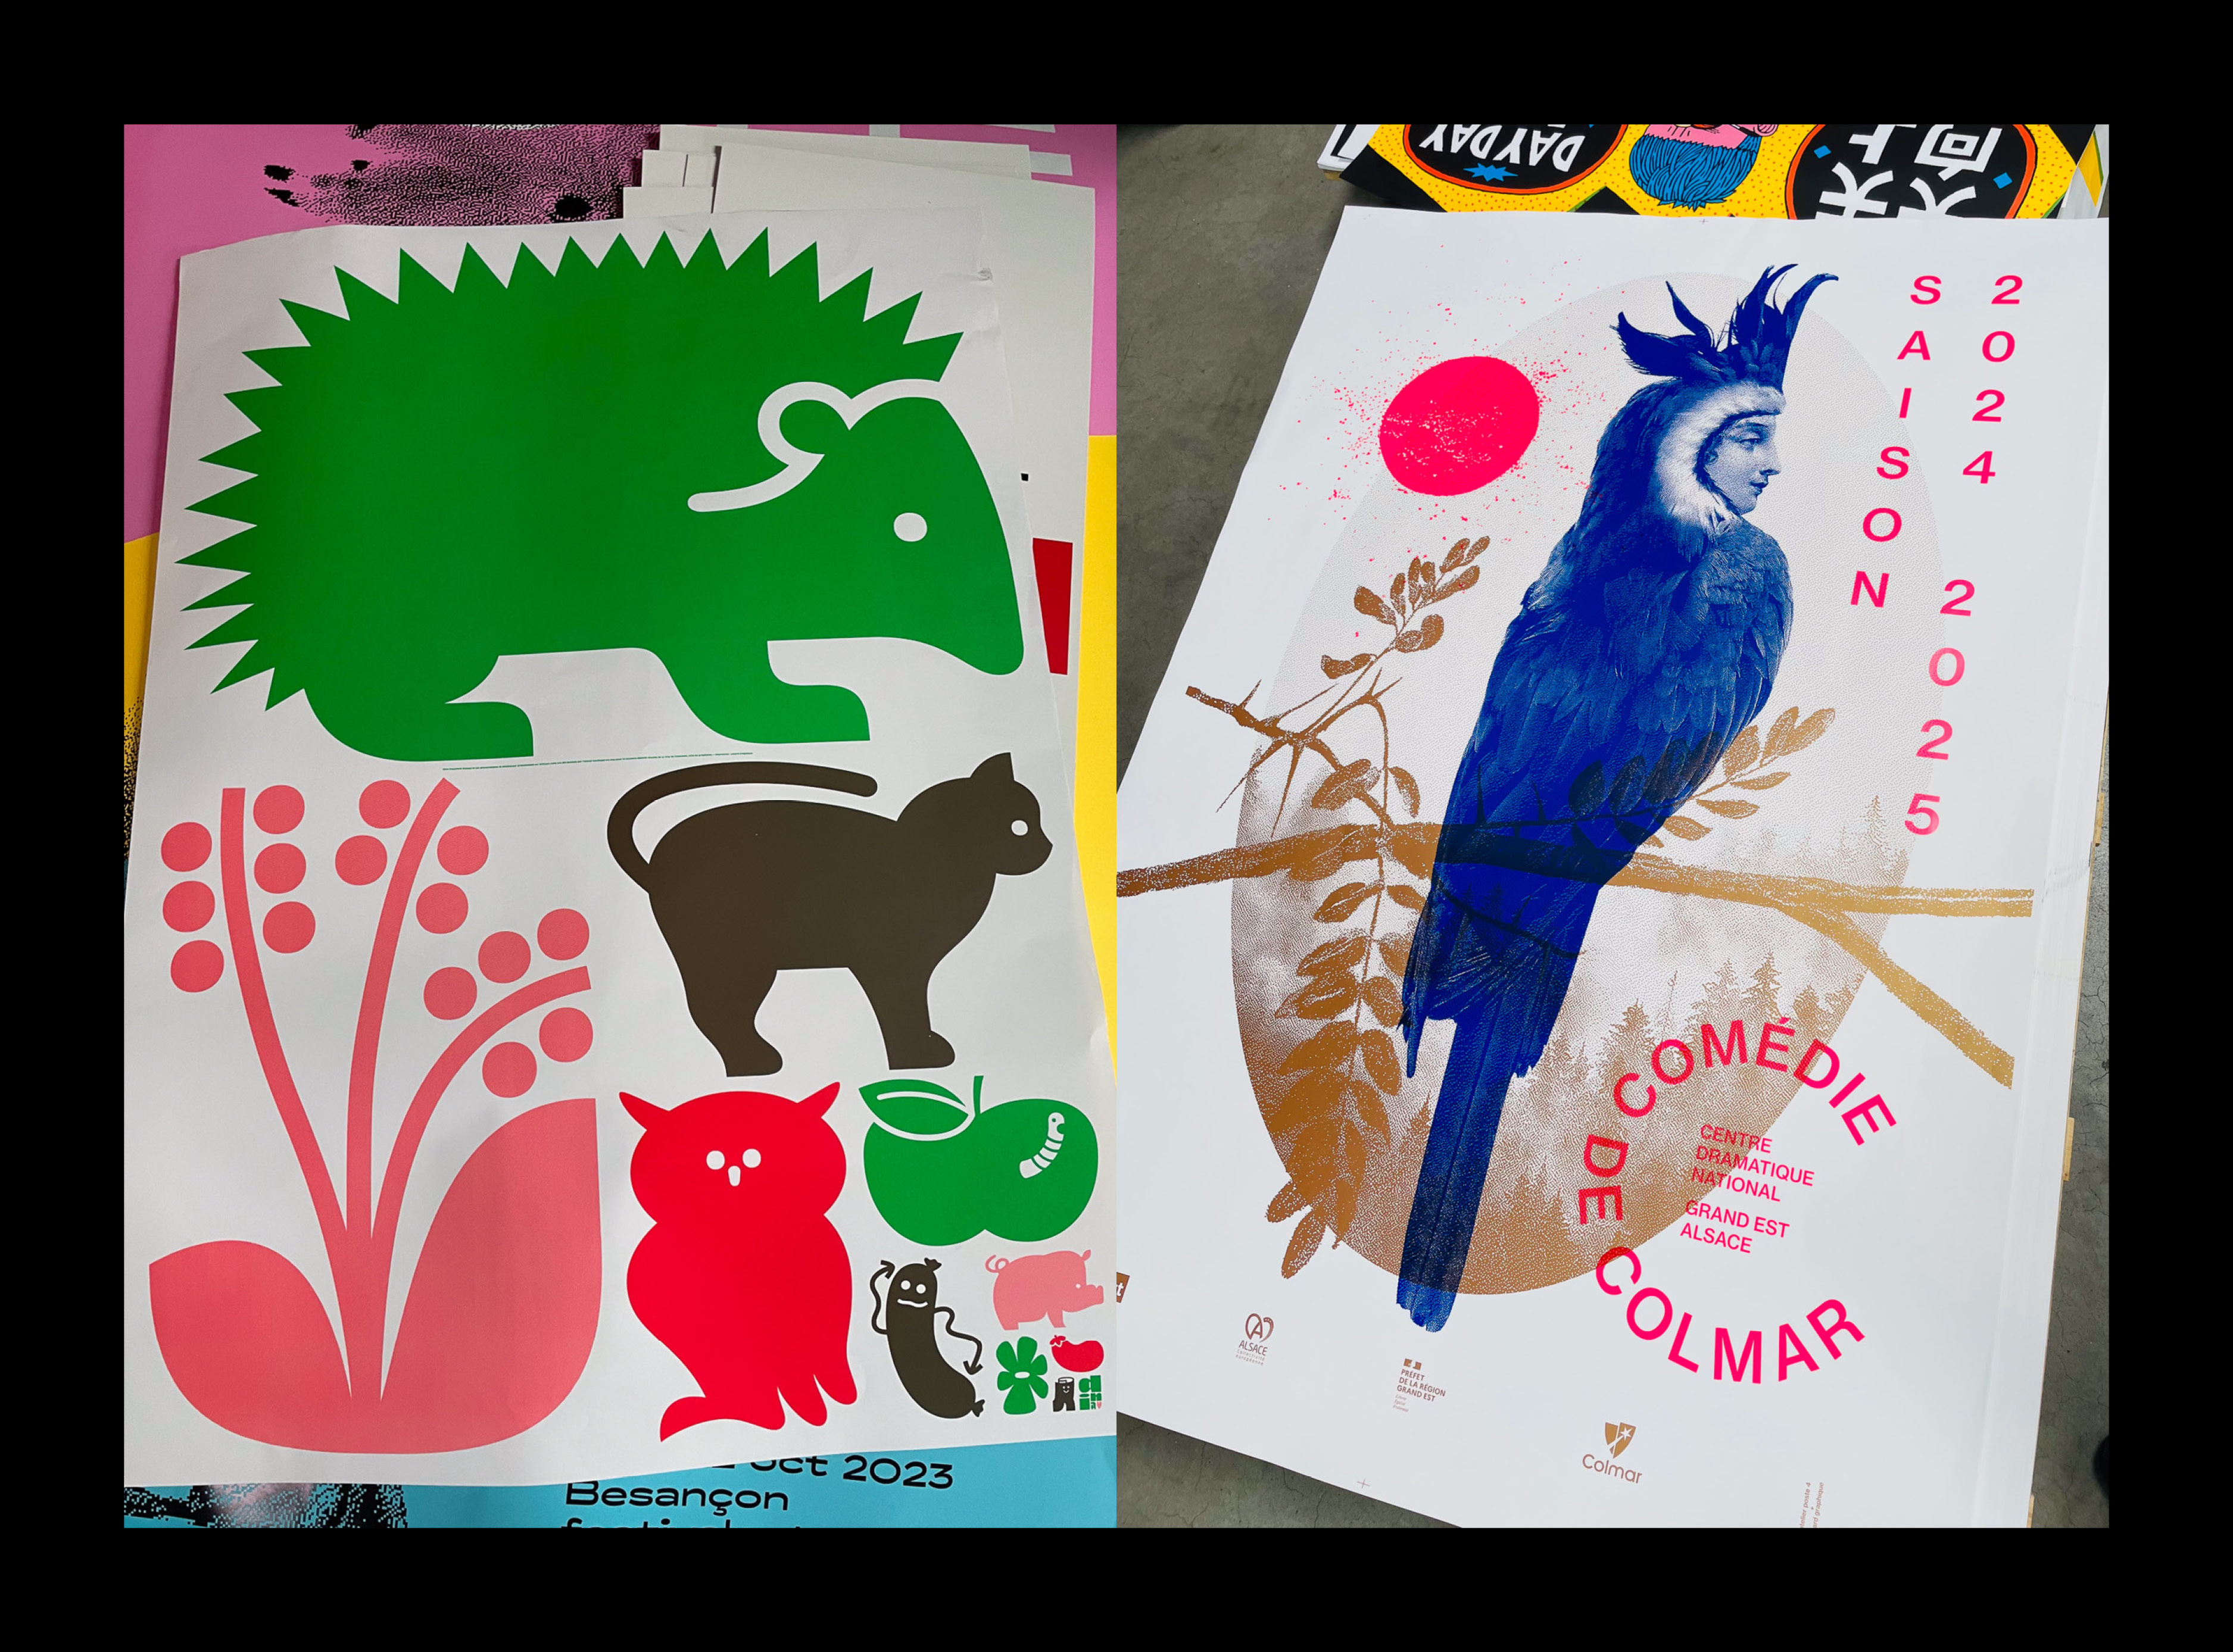 oct 2023
Besançon
DAYDAY
SAISON
2024
2025
COMÉDIE
DE
COLMAR
CENTRE
DRAMATIQUE
NATIONAL
GRAND EST
ALSACE
ALSACE
PRÉFET
DE LA RÉGION
GRAND EST
Colmar